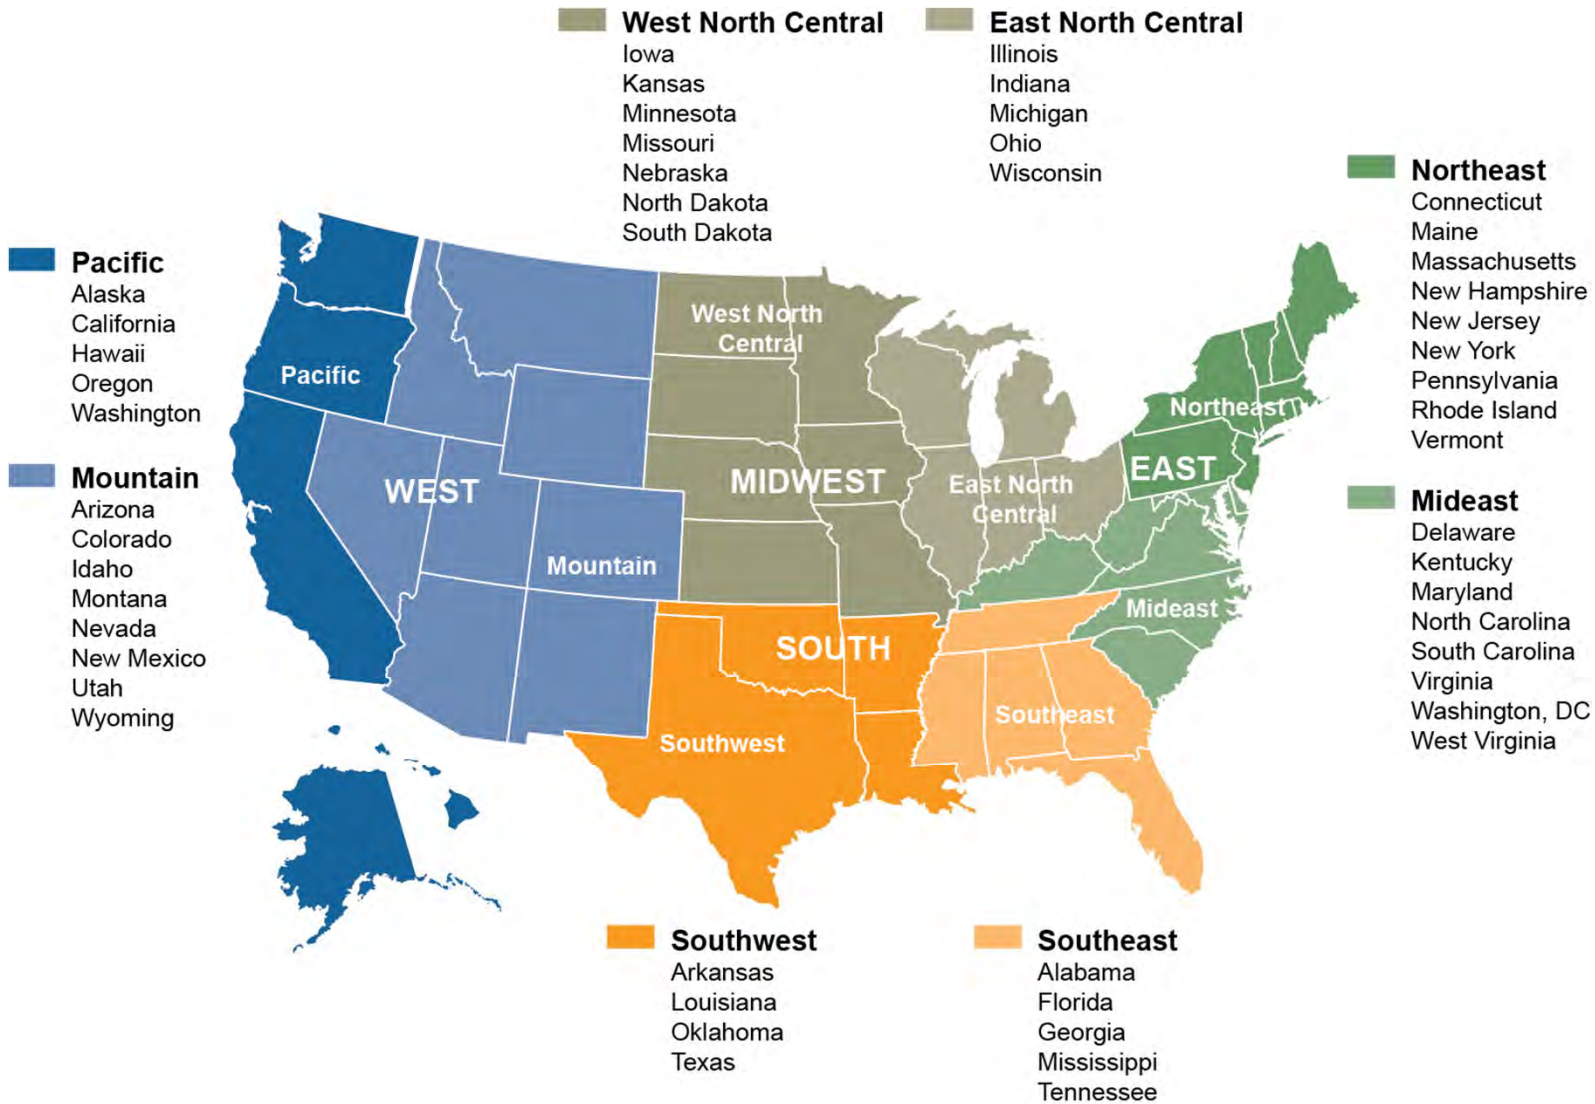 West North Central
Iowa
Kansas
Minnesota
Missouri
Nebraska
North Dakota
South Dakota
East North Central
Illinois
Indiana
Michigan
Ohio
Wisconsin
Northeast
Connecticut
Maine
Massachusetts
New Hampshire
New Jersey
New York
Pennsylvania
Rhode Island
Vermont
Pacific
Alaska
California
Hawaii
Oregon
Washington
Mountain
Arizona
Colorado
Idaho
Montana
Nevada
New Mexico
Utah
Wyoming
Pacific
WEST
Mountain
West North
Central
MIDWEST
East North
Central
Northeast
EAST
Mideast
SOUTH
Southwest
Southeast
Mideast
Delaware
Kentucky
Maryland
North Carolina
South Carolina
Virginia
Washington, DC
West Virginia
Southwest
Arkansas
Louisiana
Oklahoma
Texas
Southeast
Alabama
Florida
Georgia
Mississippi
Tennessee